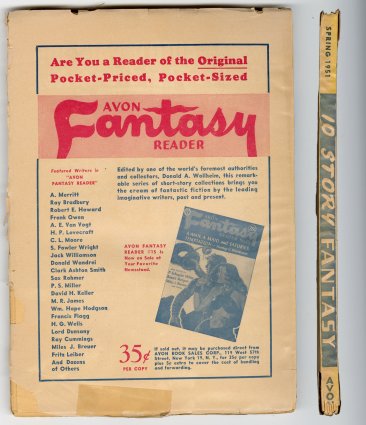 Are You a Reader of the Original
Pocket-Priced, Pocket-Sized
AVON
Fantasy
READER
Featured Writers in
"AVON
FANTASY READER"
A. Merritt
Ray Bradbury
Robert E. Howard
Frank Owen
A. E. Van Vogt
H. P. Lovecraft
C. L. Moore
S. Fowler Wright
Jack Williamson
Donald Wandrei
Clark Ashton Smith
Sax Rohmer
P. S. Miller
David H. Keller
M. R. James
Wm. Hope Hodgson
Francis Flagg
H. G. Wells
Lord Dunsany
Ray Cummings
Miles J. Breuer
Fritz Leiber
And Dozens
of Others
Edited by one of the world's foremost authorities
and collectors, Donald A. Wollheim, this remark-
able series of short-story collections brings you
the cream of fantastic fiction by the leading
imaginative writers, past and present.
AVON FANTASY
READER #15 Is
Now on Sale at
Your Favorite
Newsstand.
AVON
Fantasy
35¢
PER COPY
If sold out, it may be purchased direct from
AVON BOOK SALES CORP., 119 West 57th
Street, New York 19, N. Y., for 35c per copy
plus 5c extra to cover the cost of handling
and forwarding.
SPRING 1951
10 STORY FANTASY
AVON